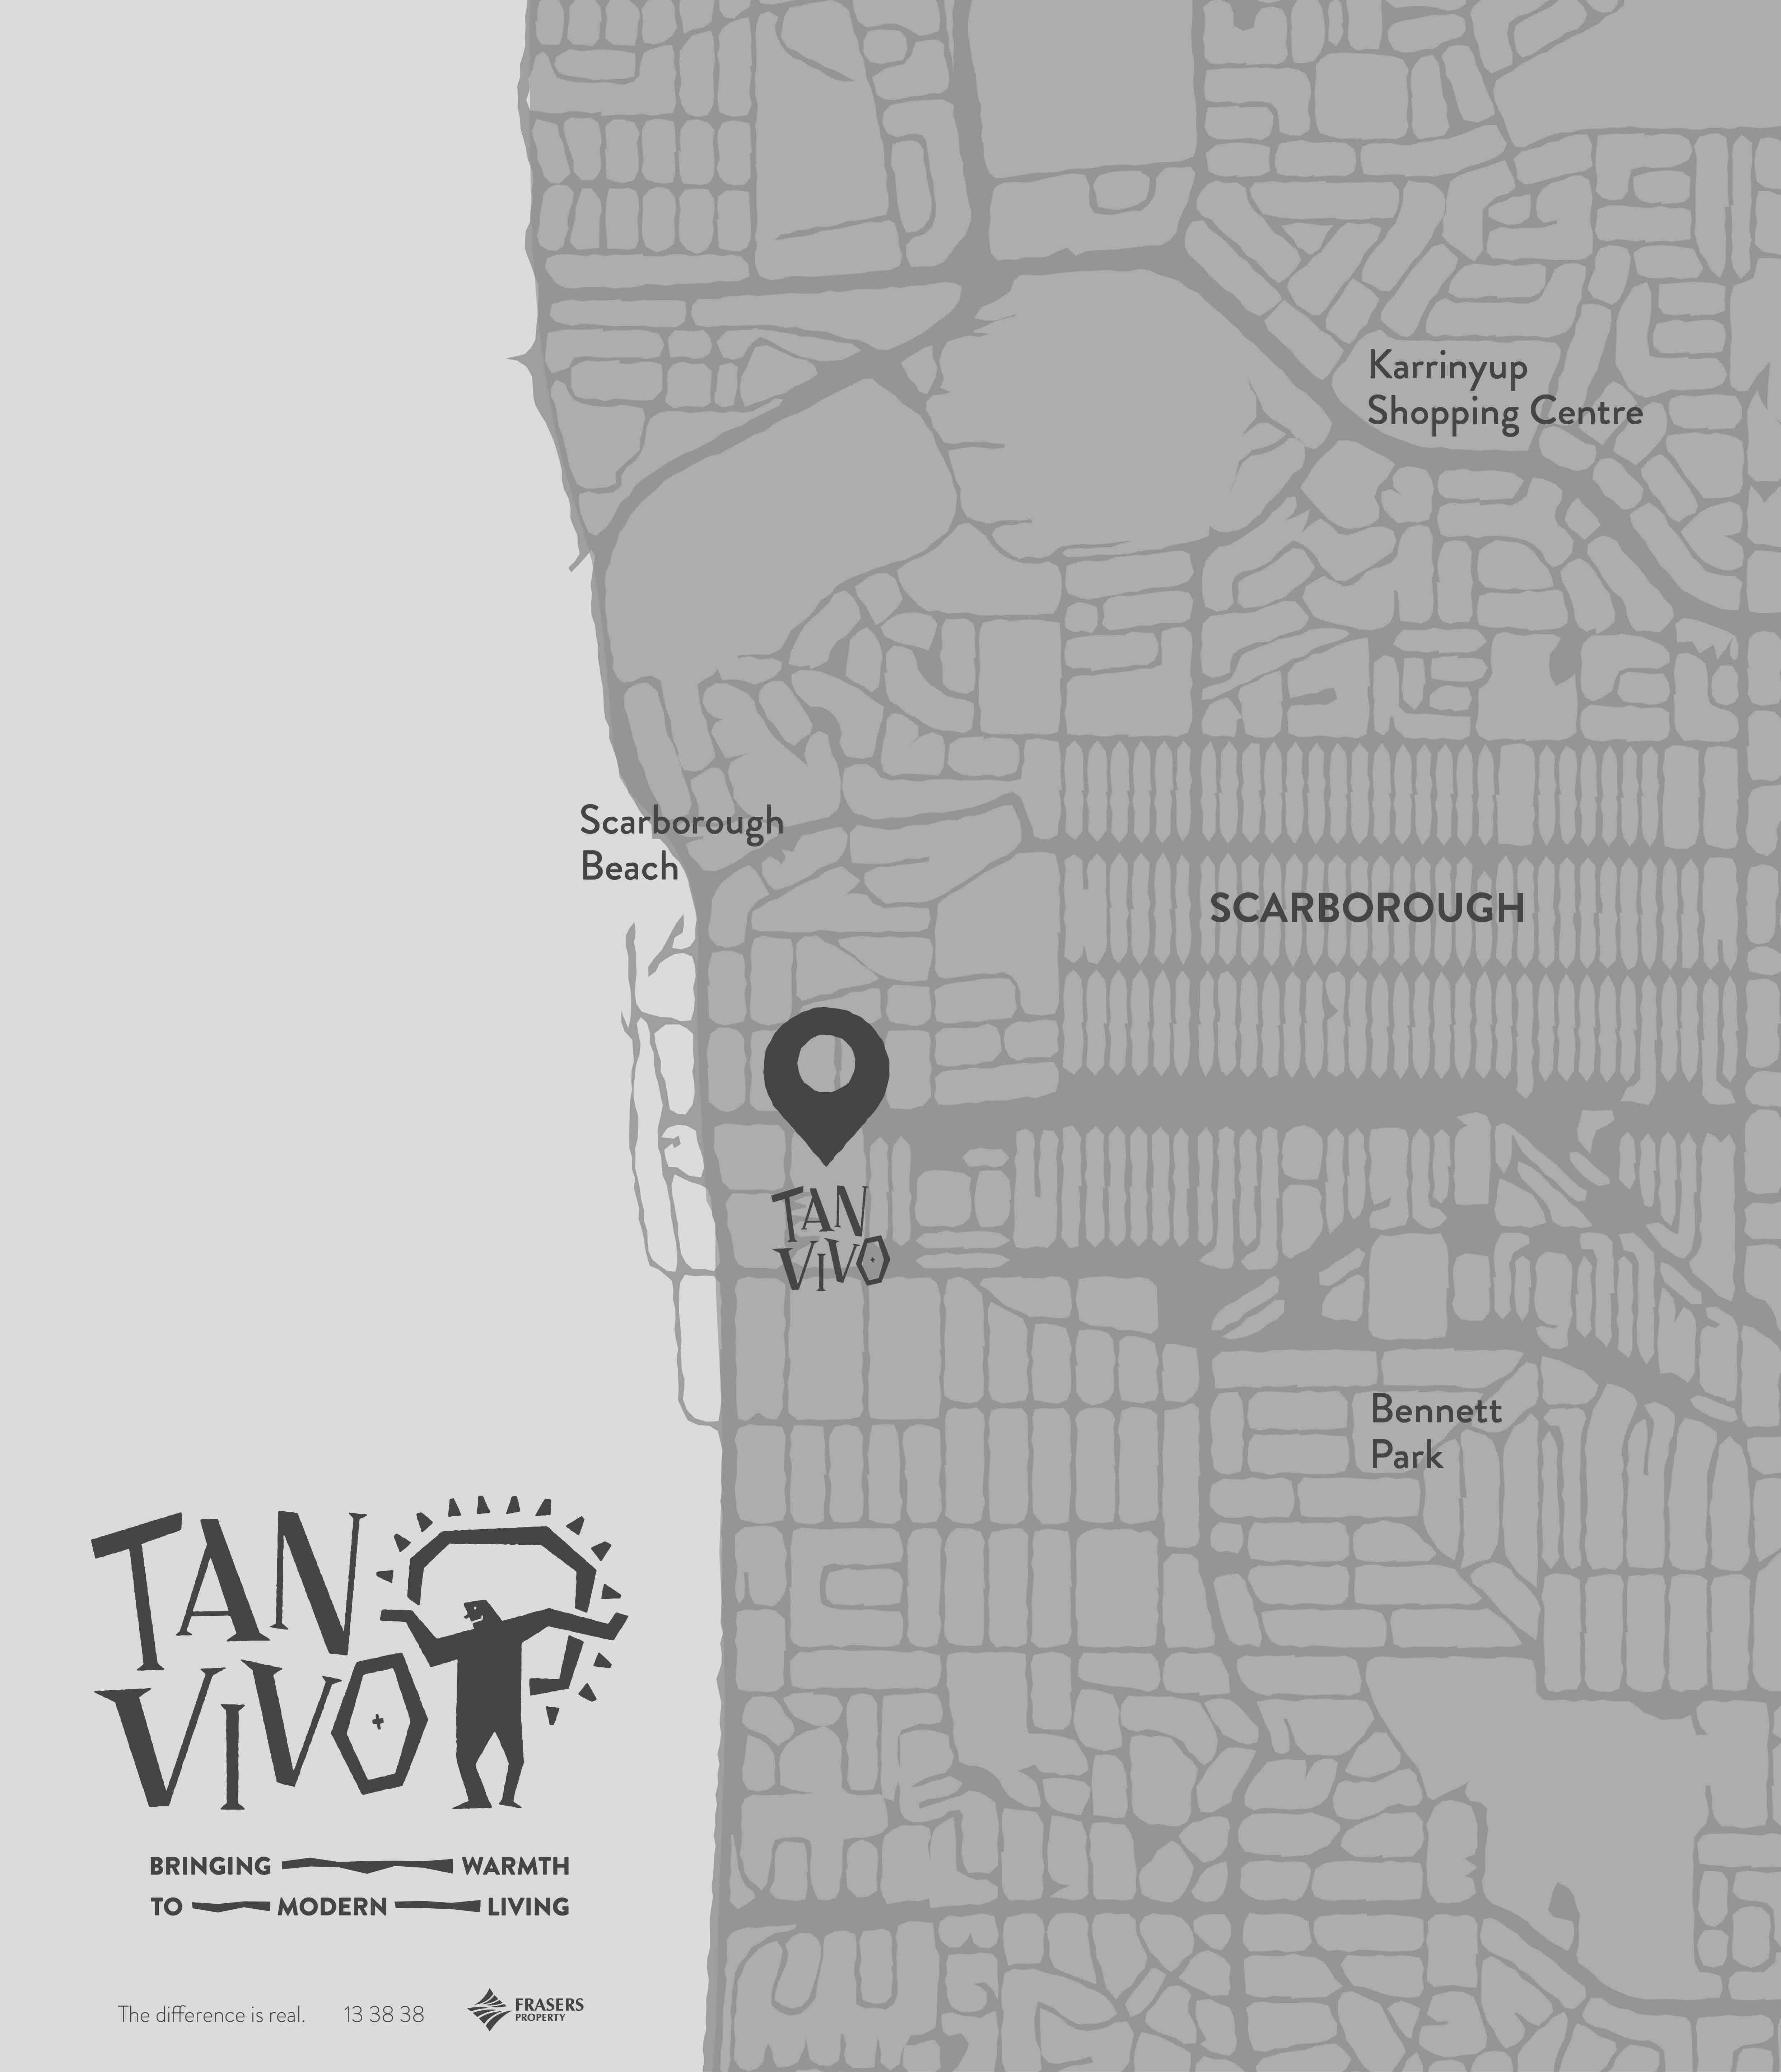 Karrinyup
Shopping Centre
Scarborough
Beach
SCARBOROUGH
TAN
VIVO
Bennett
Park
TAN
VIVO
BRINGING WARMTH
TO MODERN LIVING
The difference is real. 13 38 38 FRASERS
PROPERTY